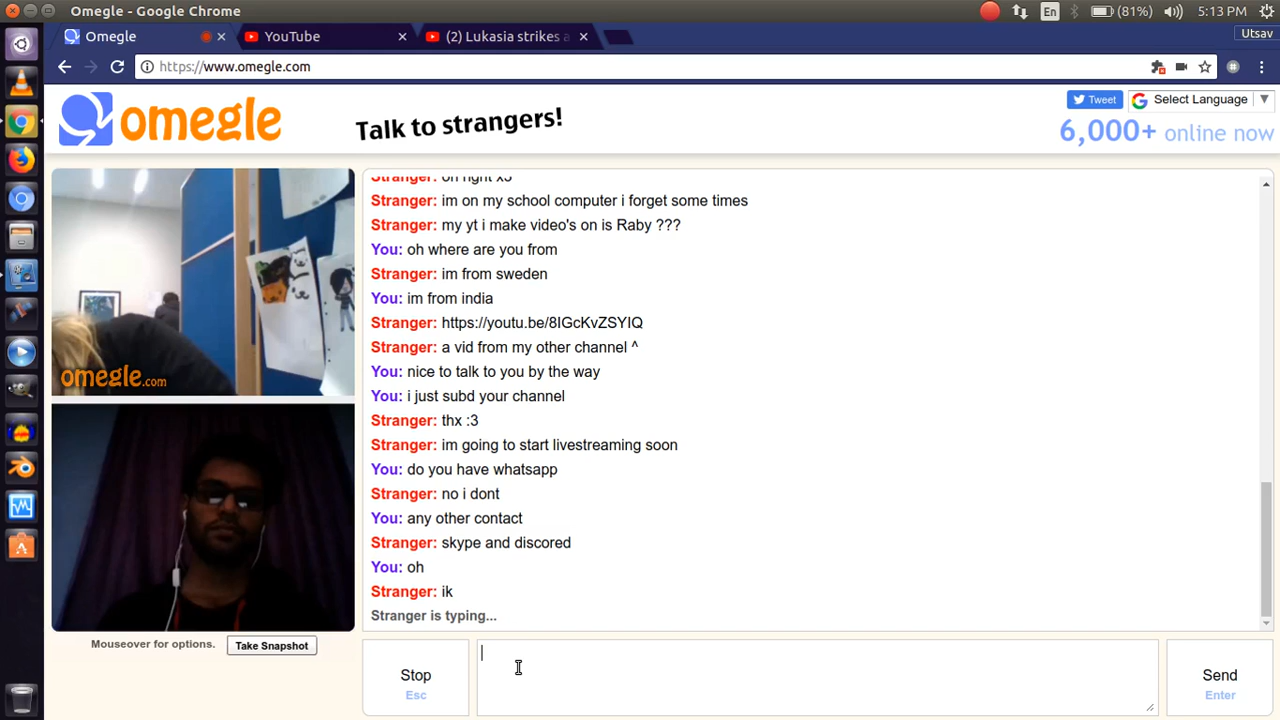 Omegle - Google Chrome
En
(81%)
5:13 PM
Omegle
YouTube
(2) Lukasia strikes a
Utsav
https://www.omegle.com
omegle
Talk to strangers!
Tweet
Select Language
6,000+ online now
Stranger: oh right x3
Stranger: im on my school computer i forget some times
Stranger: my yt i make video's on is Raby ???
You: oh where are you from
Stranger: im from sweden
You: im from india
Stranger: https://youtu.be/8IGcKvZSYIQ
Stranger: a vid from my other channel ^
You: nice to talk to you by the way
You: i just subd your channel
Stranger: thx :3
Stranger: im going to start livestreaming soon
You: do you have whatsapp
Stranger: no i dont
You: any other contact
Stranger: skype and discored
You: oh
Stranger: ik
Stranger is typing...
omegle.com
Mouseover for options.
Take Snapshot
Stop
Esc
Send
Enter